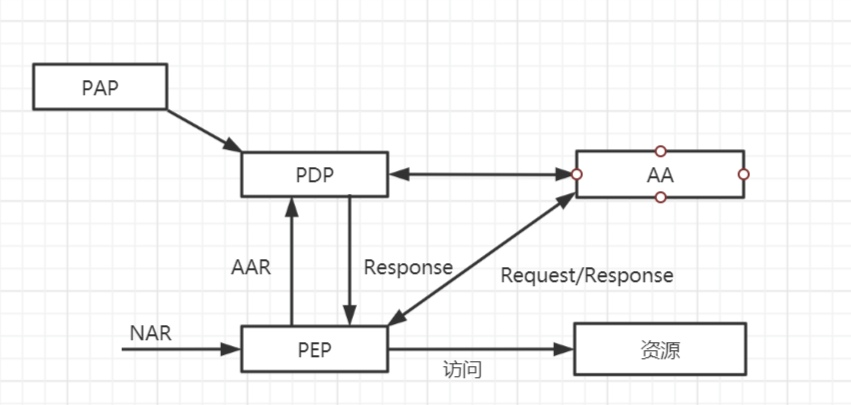 PAP
PDP
AA
AAR
Response
Request/Response
NAR
PEP
资源
访问